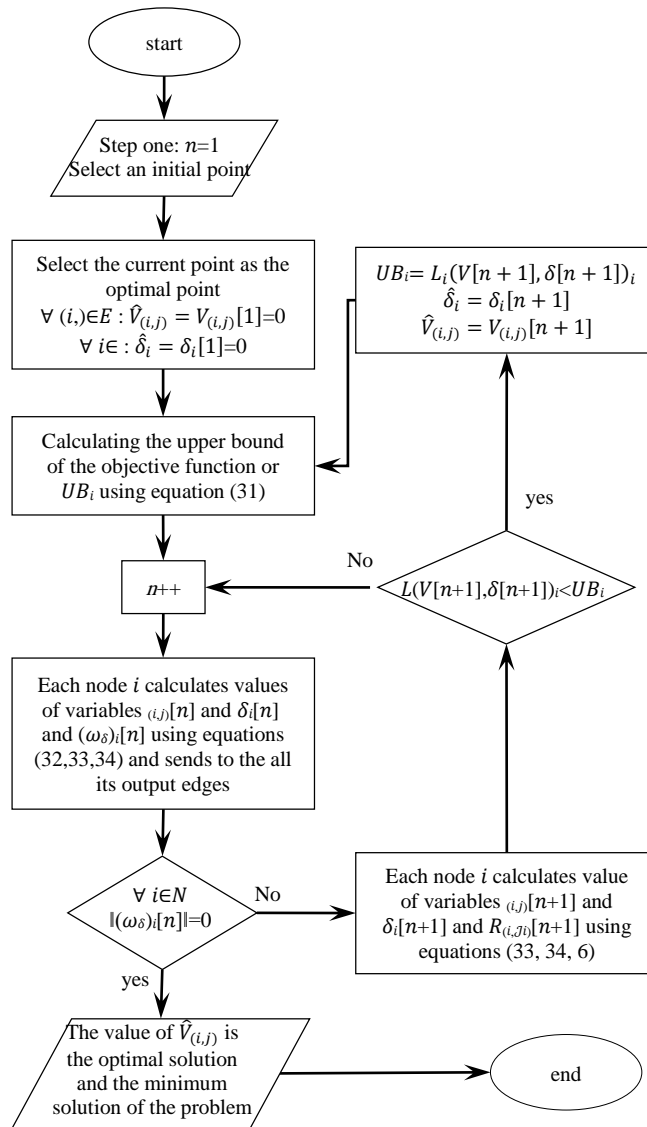 start
Step one: n=1
Select an initial point
Select the current point as the
optimal point
∀ (i,)∈E : V̂(i,j) = V(i,j)[1]=0
∀ i∈ : δ̂i = δi[1]=0
UBi= Li(V[n + 1], δ[n + 1])i
δ̂i = δi[n + 1]
V̂(i,j) = V(i,j)[n + 1]
Calculating the upper bound
of the objective function or
UBi using equation (31)
yes
No
n++
L(V[n+1],δ[n+1])i<UBi
Each node i calculates values
of variables (i,j)[n] and δi[n]
and (ωδ)i[n] using equations
(32,33,34) and sends to the all
its output edges
∀ i∈N
‖(ωδ)i[n]‖=0
No
Each node i calculates value
of variables (i,j)[n+1] and
δi[n+1] and R(i,𝒥i)[n+1] using
equations (33, 34, 6)
yes
The value of V̂(i,j) is
the optimal solution
and the minimum
solution of the problem
end